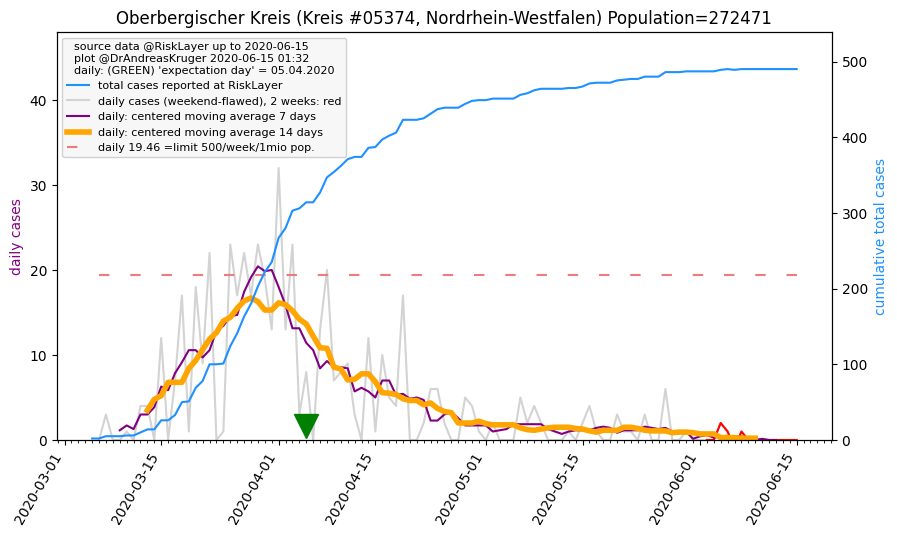 Oberbergischer Kreis (Kreis #05374, Nordrhein-Westfalen) Population=272471
source data @RiskLayer up to 2020-06-15
plot @DrAndreasKruger 2020-06-15 01:32
daily: (GREEN) 'expectation day' = 05.04.2020
total cases reported at RiskLayer
daily cases (weekend-flawed), 2 weeks: red
daily: centered moving average 7 days
daily: centered moving average 14 days
daily 19.46 =limit 500/week/1mio pop.
daily cases
40
30
20
10
0
cumulative total cases
500
400
300
200
100
0
2020-03-01
2020-03-15
2020-04-01
2020-04-15
2020-05-01
2020-05-15
2020-06-01
2020-06-15